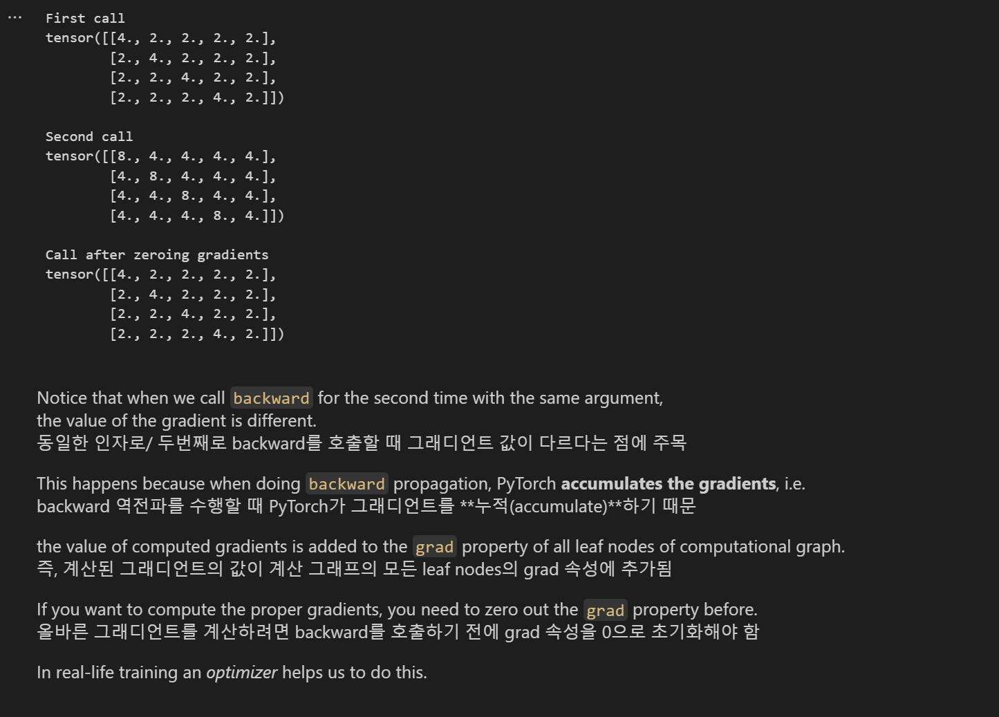 First call
tensor([[4., 2., 2., 2., 2.],
        [2., 4., 2., 2., 2.],
        [2., 2., 4., 2., 2.],
        [2., 2., 2., 4., 2.]])
Second call
tensor([[8., 4., 4., 4., 4.],
        [4., 8., 4., 4., 4.],
        [4., 4., 8., 4., 4.],
        [4., 4., 4., 8., 4.]])
Call after zeroing gradients
tensor([[4., 2., 2., 2., 2.],
        [2., 4., 2., 2., 2.],
        [2., 2., 4., 2., 2.],
        [2., 2., 2., 4., 2.]])
Notice that when we call backward for the second time with the same argument,
the value of the gradient is different.
동일한 인자로/ 두번째로 backward를 호출할 때 그래디언트 값이 다르다는 점에 주목
This happens because when doing backward propagation, PyTorch accumulates the gradients, i.e.
backward 역전파를 수행할 때 PyTorch가 그래디언트를 **누적(accumulate)**하기 때문
the value of computed gradients is added to the grad property of all leaf nodes of computational graph.
즉, 계산된 그래디언트의 값이 계산 그래프의 모든 leaf nodes의 grad 속성에 추가됨
If you want to compute the proper gradients, you need to zero out the grad property before.
올바른 그래디언트를 계산하려면 backward를 호출하기 전에 grad 속성을 0으로 초기화해야 함
In real-life training an optimizer helps us to do this.